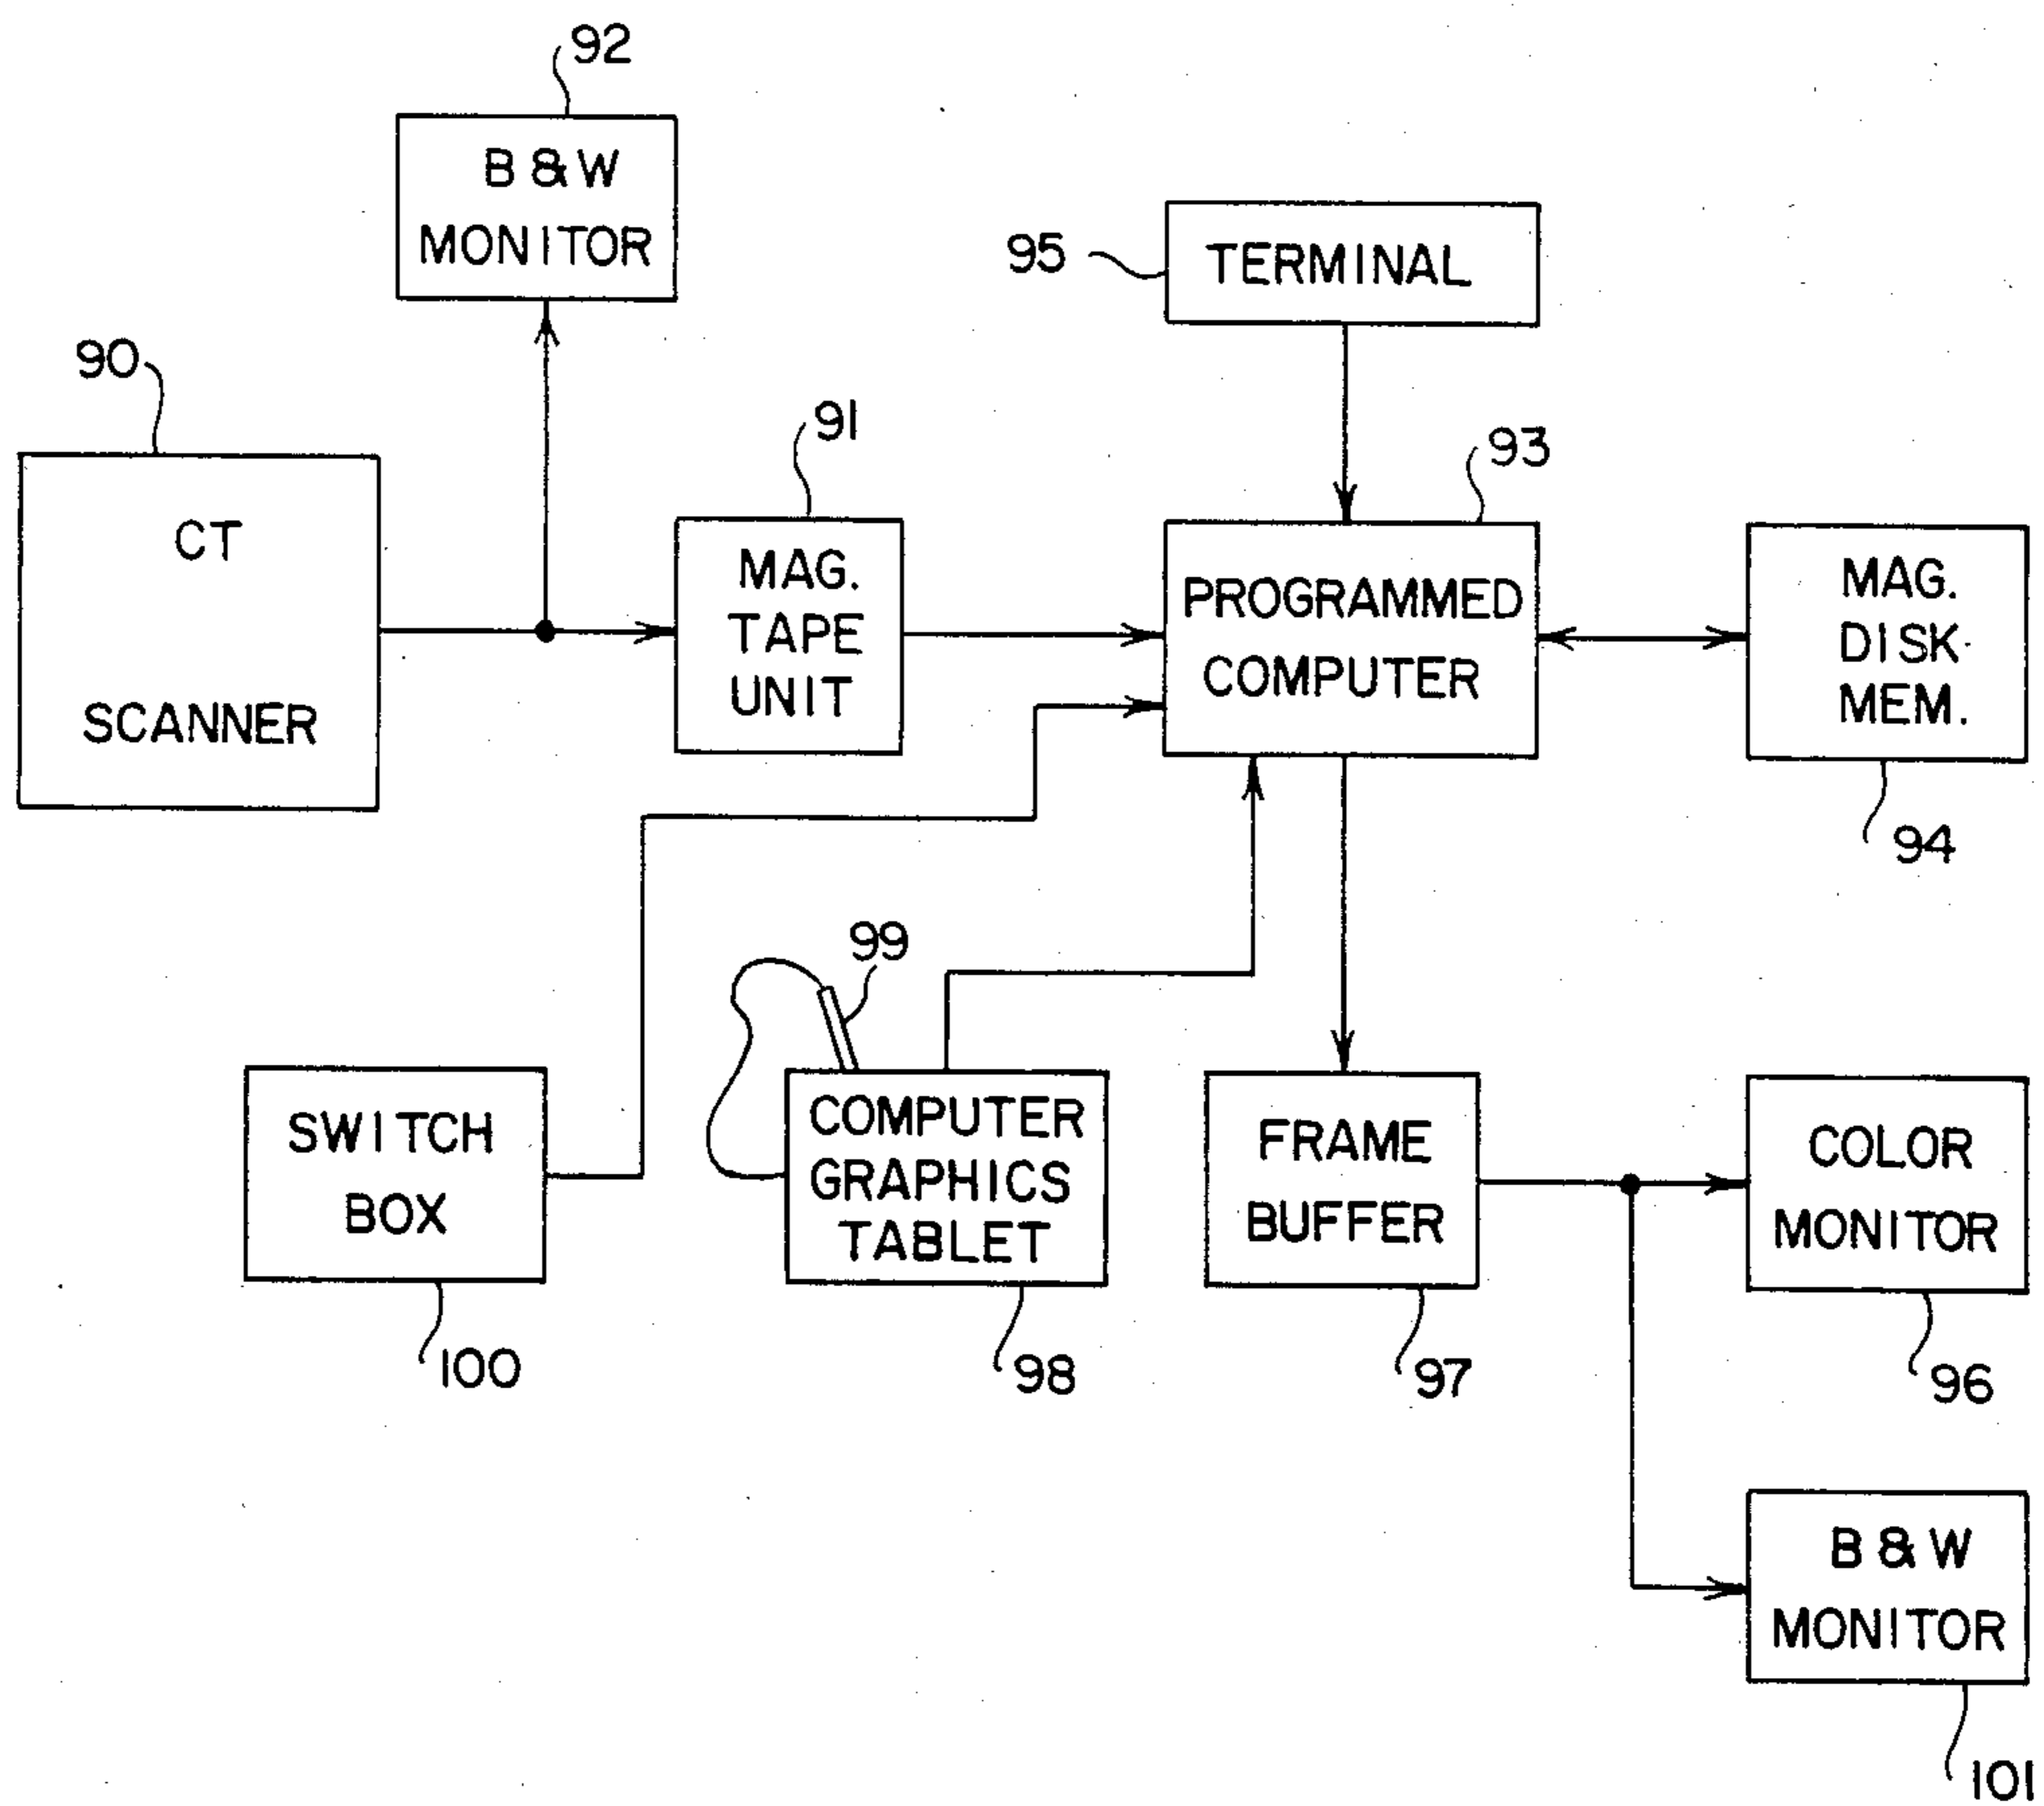 92
B & W
MONITOR
95
TERMINAL
90
CT
SCANNER
91
MAG.
TAPE
UNIT
93
PROGRAMMED
COMPUTER
MAG.
DISK
MEM.
94
99
SWITCH
BOX
100
COMPUTER
GRAPHICS
TABLET
98
FRAME
BUFFER
97
COLOR
MONITOR
96
B & W
MONITOR
101